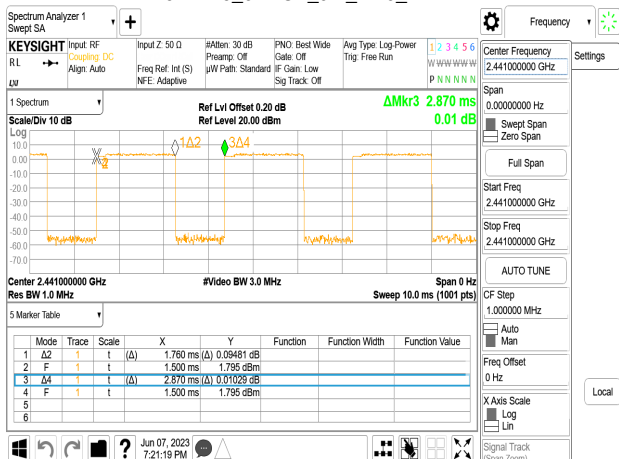 Spectrum Analyzer 1
Swept SA
Frequency
KEYSIGHT
RL
LXI
Input: RF
Coupling: DC
Align: Auto
Input Z: 50 Ω
Freq Ref: Int (S)
NFE: Adaptive
#Atten: 30 dB
Preamp: Off
µW Path: Standard
PNO: Best Wide
Gate: Off
IF Gain: Low
Sig Track: Off
Avg Type: Log-Power
Trig: Free Run
1 2 3 4 5 6
W W W W W W
P N N N N N
1 Spectrum
Scale/Div 10 dB
Ref Lvl Offset 0.20 dB
Ref Level 20.00 dBm
ΔMkr3 2.870 ms
0.01 dB
Log
10.0
0.00
-10.0
-20.0
-30.0
-40.0
-50.0
-60.0
-70.0
1Δ2
3Δ4
Center 2.441000000 GHz
#Video BW 3.0 MHz
Span 0 Hz
Res BW 1.0 MHz
Sweep 10.0 ms (1001 pts)
5 Marker Table
Mode Trace Scale X Y Function Function Width Function Value
1 Δ2 1 t (Δ) 1.760 ms (Δ) 0.09481 dB
2 F 1 t 1.500 ms 1.795 dBm
3 Δ4 1 t (Δ) 2.870 ms (Δ) 0.01029 dB
4 F 1 t 1.500 ms 1.795 dBm
5
6
?
Jun 07, 2023
7:21:19 PM
Center Frequency
2.441000000 GHz
Settings
Span
0.00000000 Hz
Swept Span
Zero Span
Full Span
Start Freq
2.441000000 GHz
Stop Freq
2.441000000 GHz
AUTO TUNE
CF Step
1.000000 MHz
Auto
Man
Freq Offset
0 Hz
X Axis Scale
Log
Lin
Local
Signal Track
(Span Zoom)